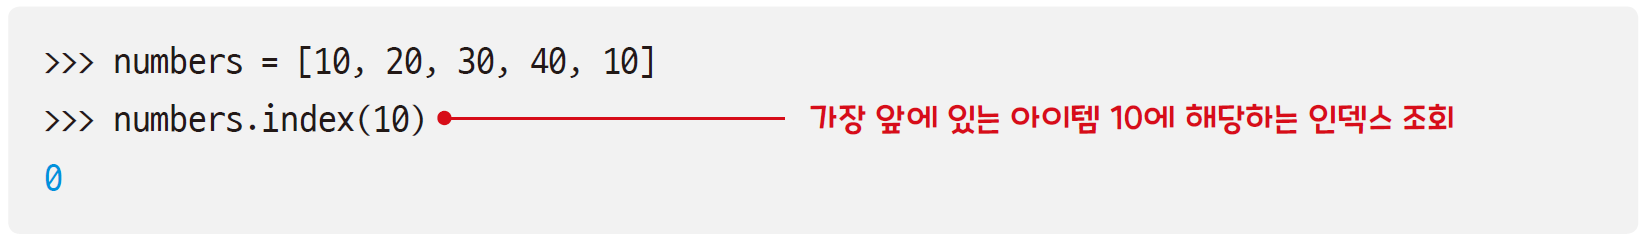 >>> numbers = [10, 20, 30, 40, 10]
>>> numbers.index(10) 가장 앞에 있는 아이템 10에 해당하는 인덱스 조회
0